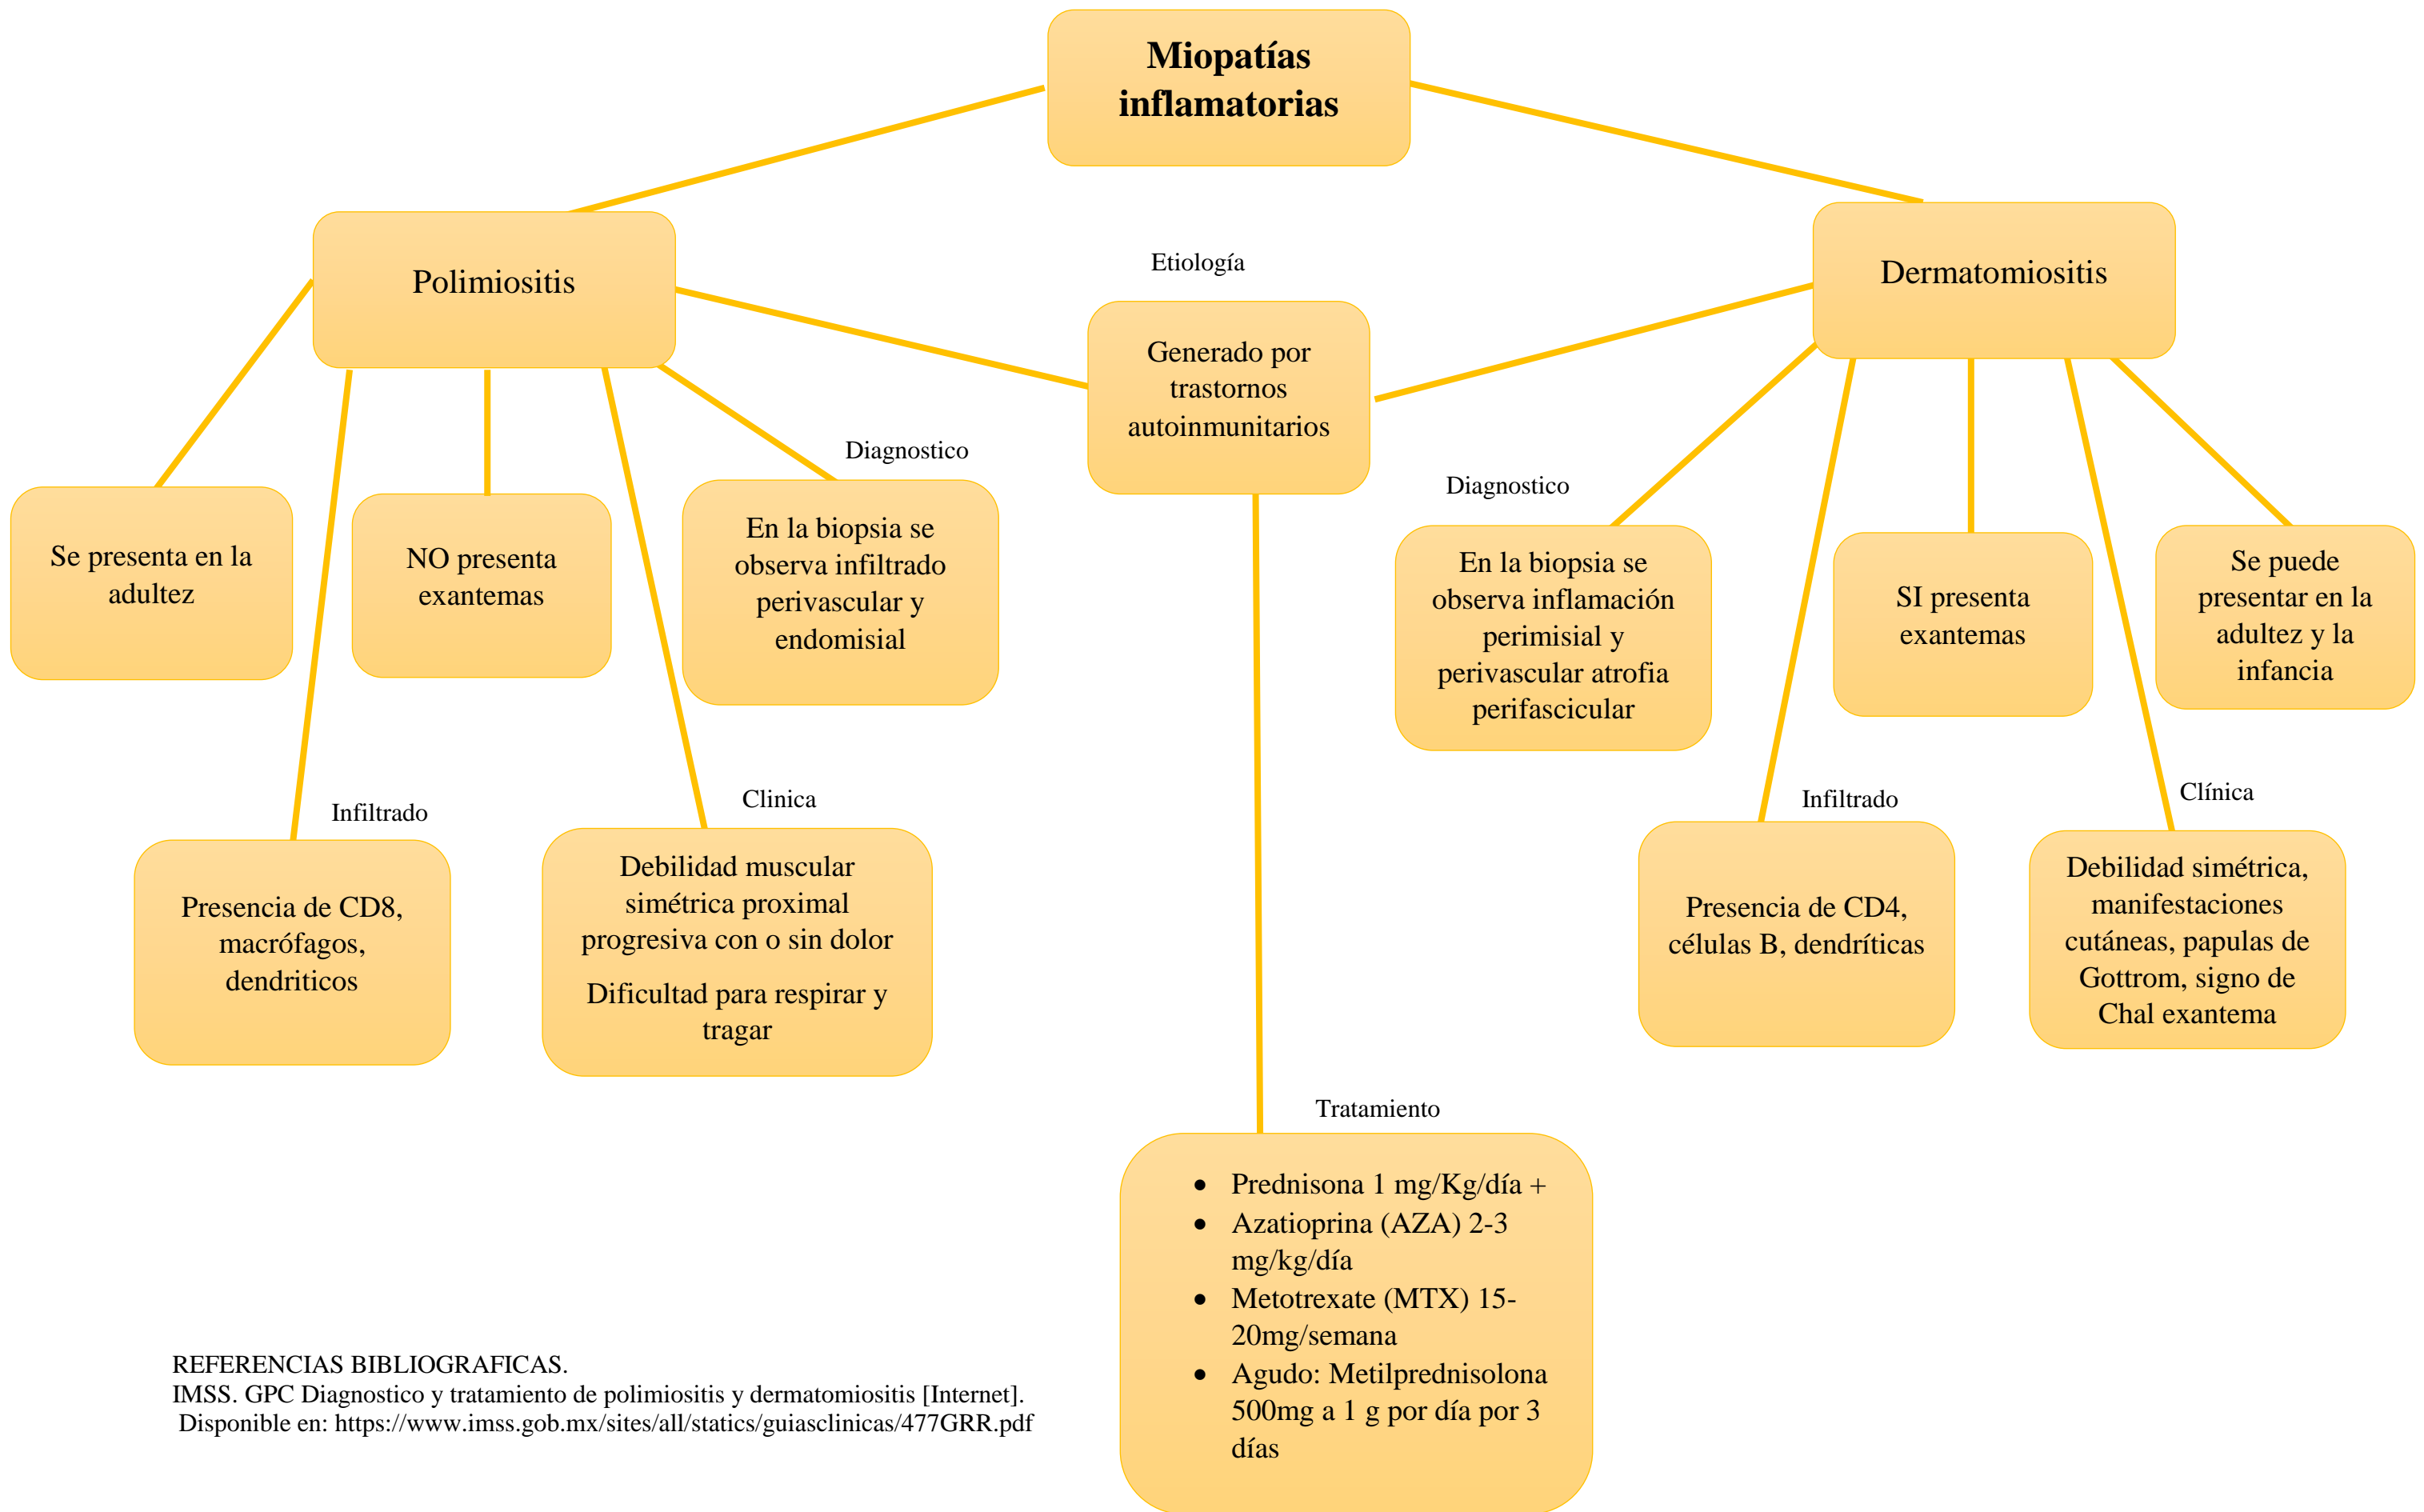 Miopatías
inflamatorias
Polimiositis
Etiología
Dermatomiositis
Generado por
trastornos
autoinmunitarios
Diagnostico
Diagnostico
Se presenta en la
adultez
NO presenta
exantemas
En la biopsia se
observa infiltrado
perivascular y
endomisial
En la biopsia se
observa inflamación
perimisial y
perivascular atrofia
perifascicular
SI presenta
exantemas
Se puede
presentar en la
adultez y la
infancia
Infiltrado
Clinica
Infiltrado
Clínica
Presencia de CD8,
macrófagos,
dendriticos
Debilidad muscular
simétrica proximal
progresiva con o sin dolor
Dificultad para respirar y
tragar
Presencia de CD4,
células B, dendríticas
Debilidad simétrica,
manifestaciones
cutáneas, papulas de
Gottrom, signo de
Chal exantema
Tratamiento
• Prednisona 1 mg/Kg/día +
• Azatioprina (AZA) 2-3
mg/kg/día
• Metotrexate (MTX) 15-
20mg/semana
• Agudo: Metilprednisolona
500mg a 1 g por día por 3
días
REFERENCIAS BIBLIOGRAFICAS.
IMSS. GPC Diagnostico y tratamiento de polimiositis y dermatomiositis [Internet].
Disponible en: https://www.imss.gob.mx/sites/all/statics/guiasclinicas/477GRR.pdf